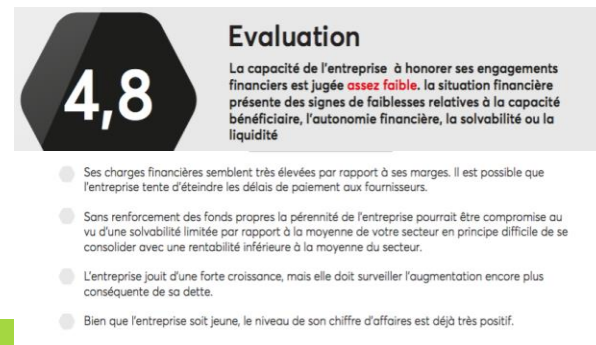 4,8
Evaluation
La capacité de l'entreprise à honorer ses engagements
financiers est jugée assez faible. la situation financière
présente des signes de faiblesses relatives à la capacité
bénéficiaire, l'autonomie financière, la solvabilité ou la
liquidité
Ses charges financières semblent très élevées par rapport à ses marges. Il est possible que
l'entreprise tente d'éteindre les délais de paiement aux fournisseurs.
Sans renforcement des fonds propres la pérennité de l'entreprise pourrait être compromise au
vu d'une solvabilité limitée par rapport à la moyenne de votre secteur en principe difficile de se
consolider avec une rentabilité inférieure à la moyenne du secteur.
L'entreprise jouit d'une forte croissance, mais elle doit surveiller l'augmentation encore plus
conséquente de sa dette.
Bien que l'entreprise soit jeune, le niveau de son chiffre d'affaires est déjà très positif.